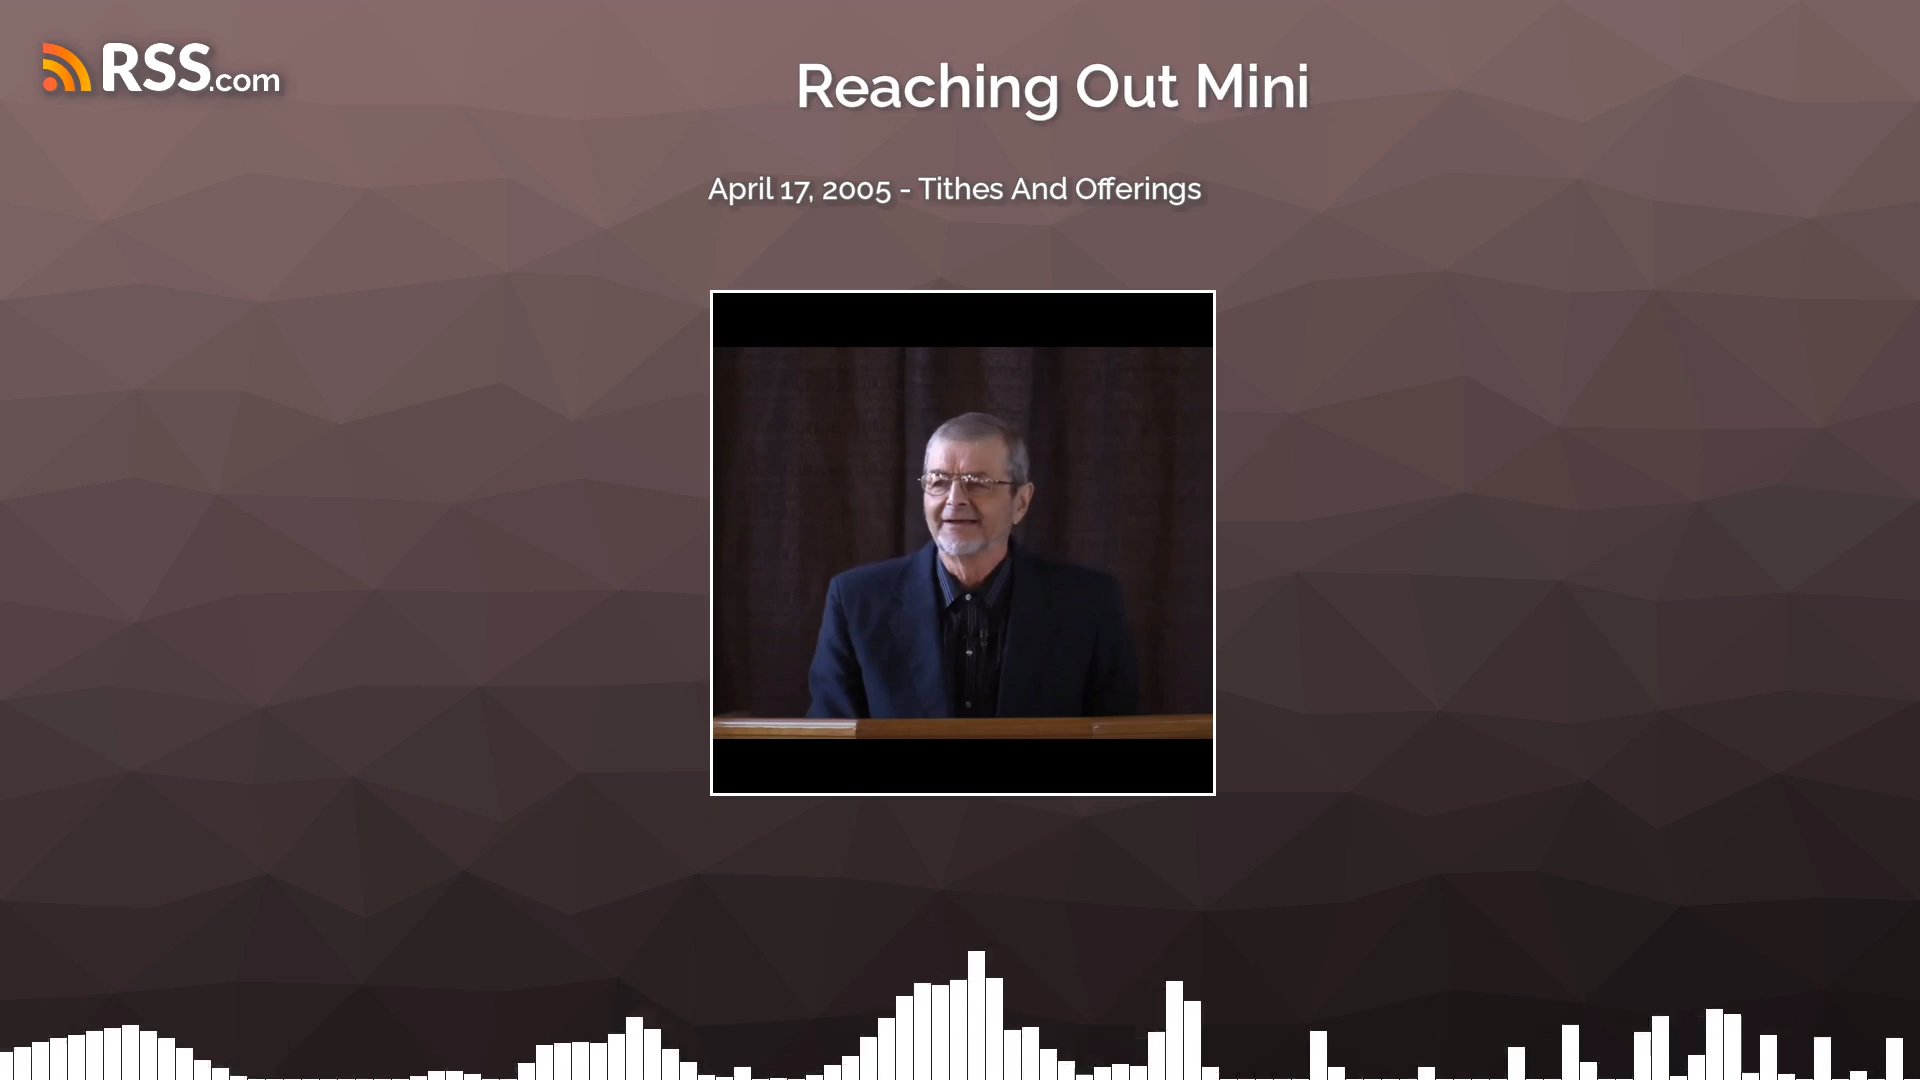 RSS.com
Reaching Out Mini
April 17, 2005 - Tithes And Offerings